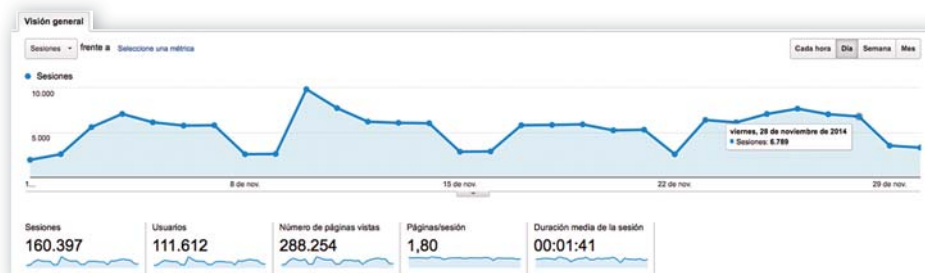 Visión general
Sesiones frente a Seleccione una métrica
Cada hora Día Semana Mes
Sesiones
10.000
5.000
viernes, 28 de noviembre de 2014
Sesiones: 6.789
1... 8 de nov. 15 de nov. 22 de nov. 29 de nov.
Sesiones Usuarios Número de páginas vistas Páginas/sesión Duración media de la sesión
160.397 111.612 288.254 1,80 00:01:41